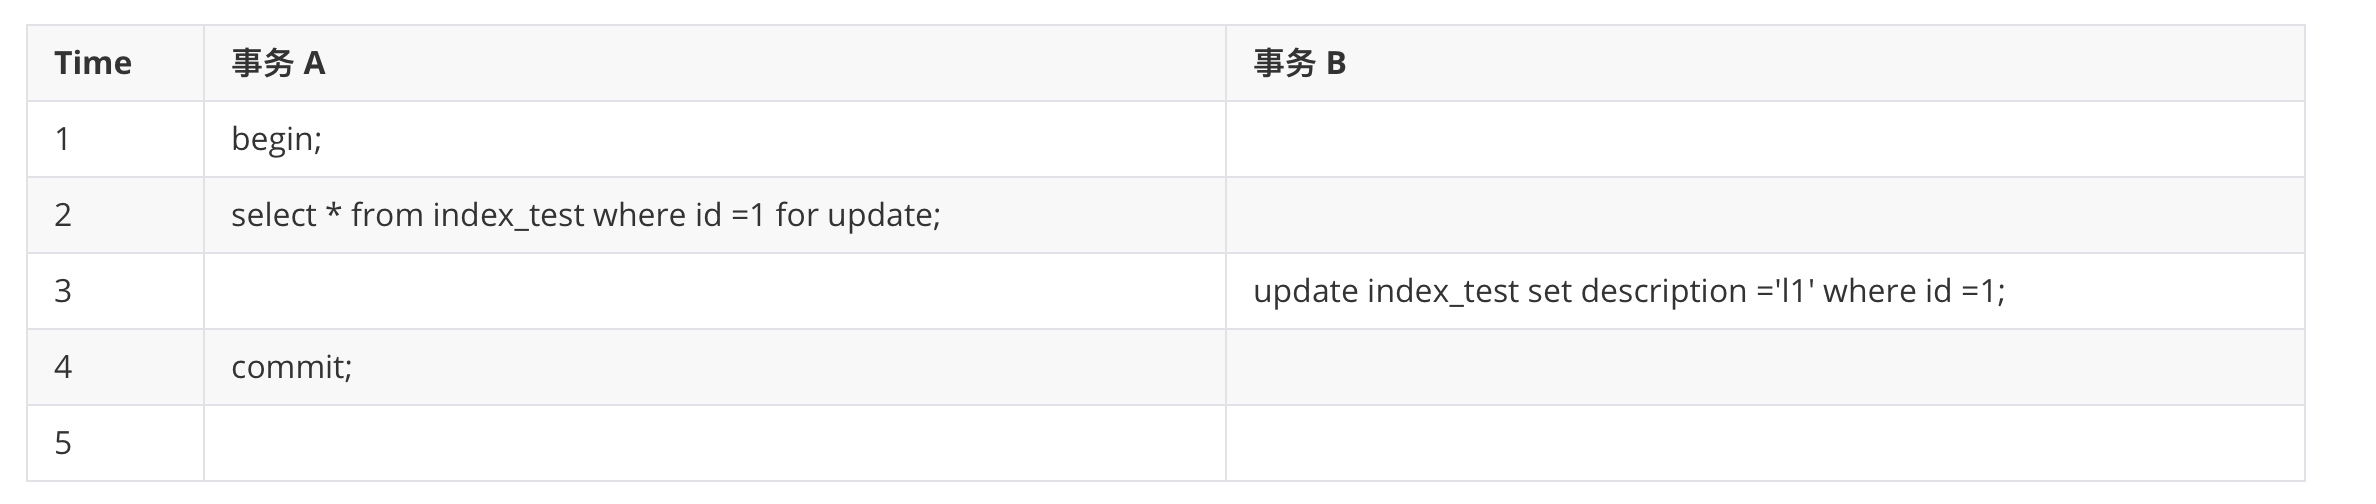 Time 事务 A 事务 B
1 begin;
2 select * from index_test where id =1 for update;
3 update index_test set description ='l1' where id =1;
4 commit;
5